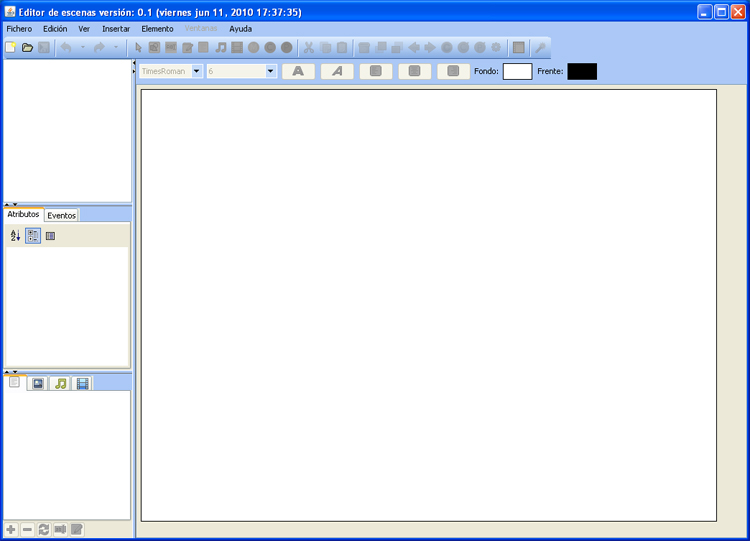 Editor de escenas versión: 0.1 (viernes jun 11, 2010 17:37:35)
Fichero Edición Ver Insertar Elemento Ventanas Ayuda
TimesRoman 6 A A Fondo: Frente:
Atributos Eventos